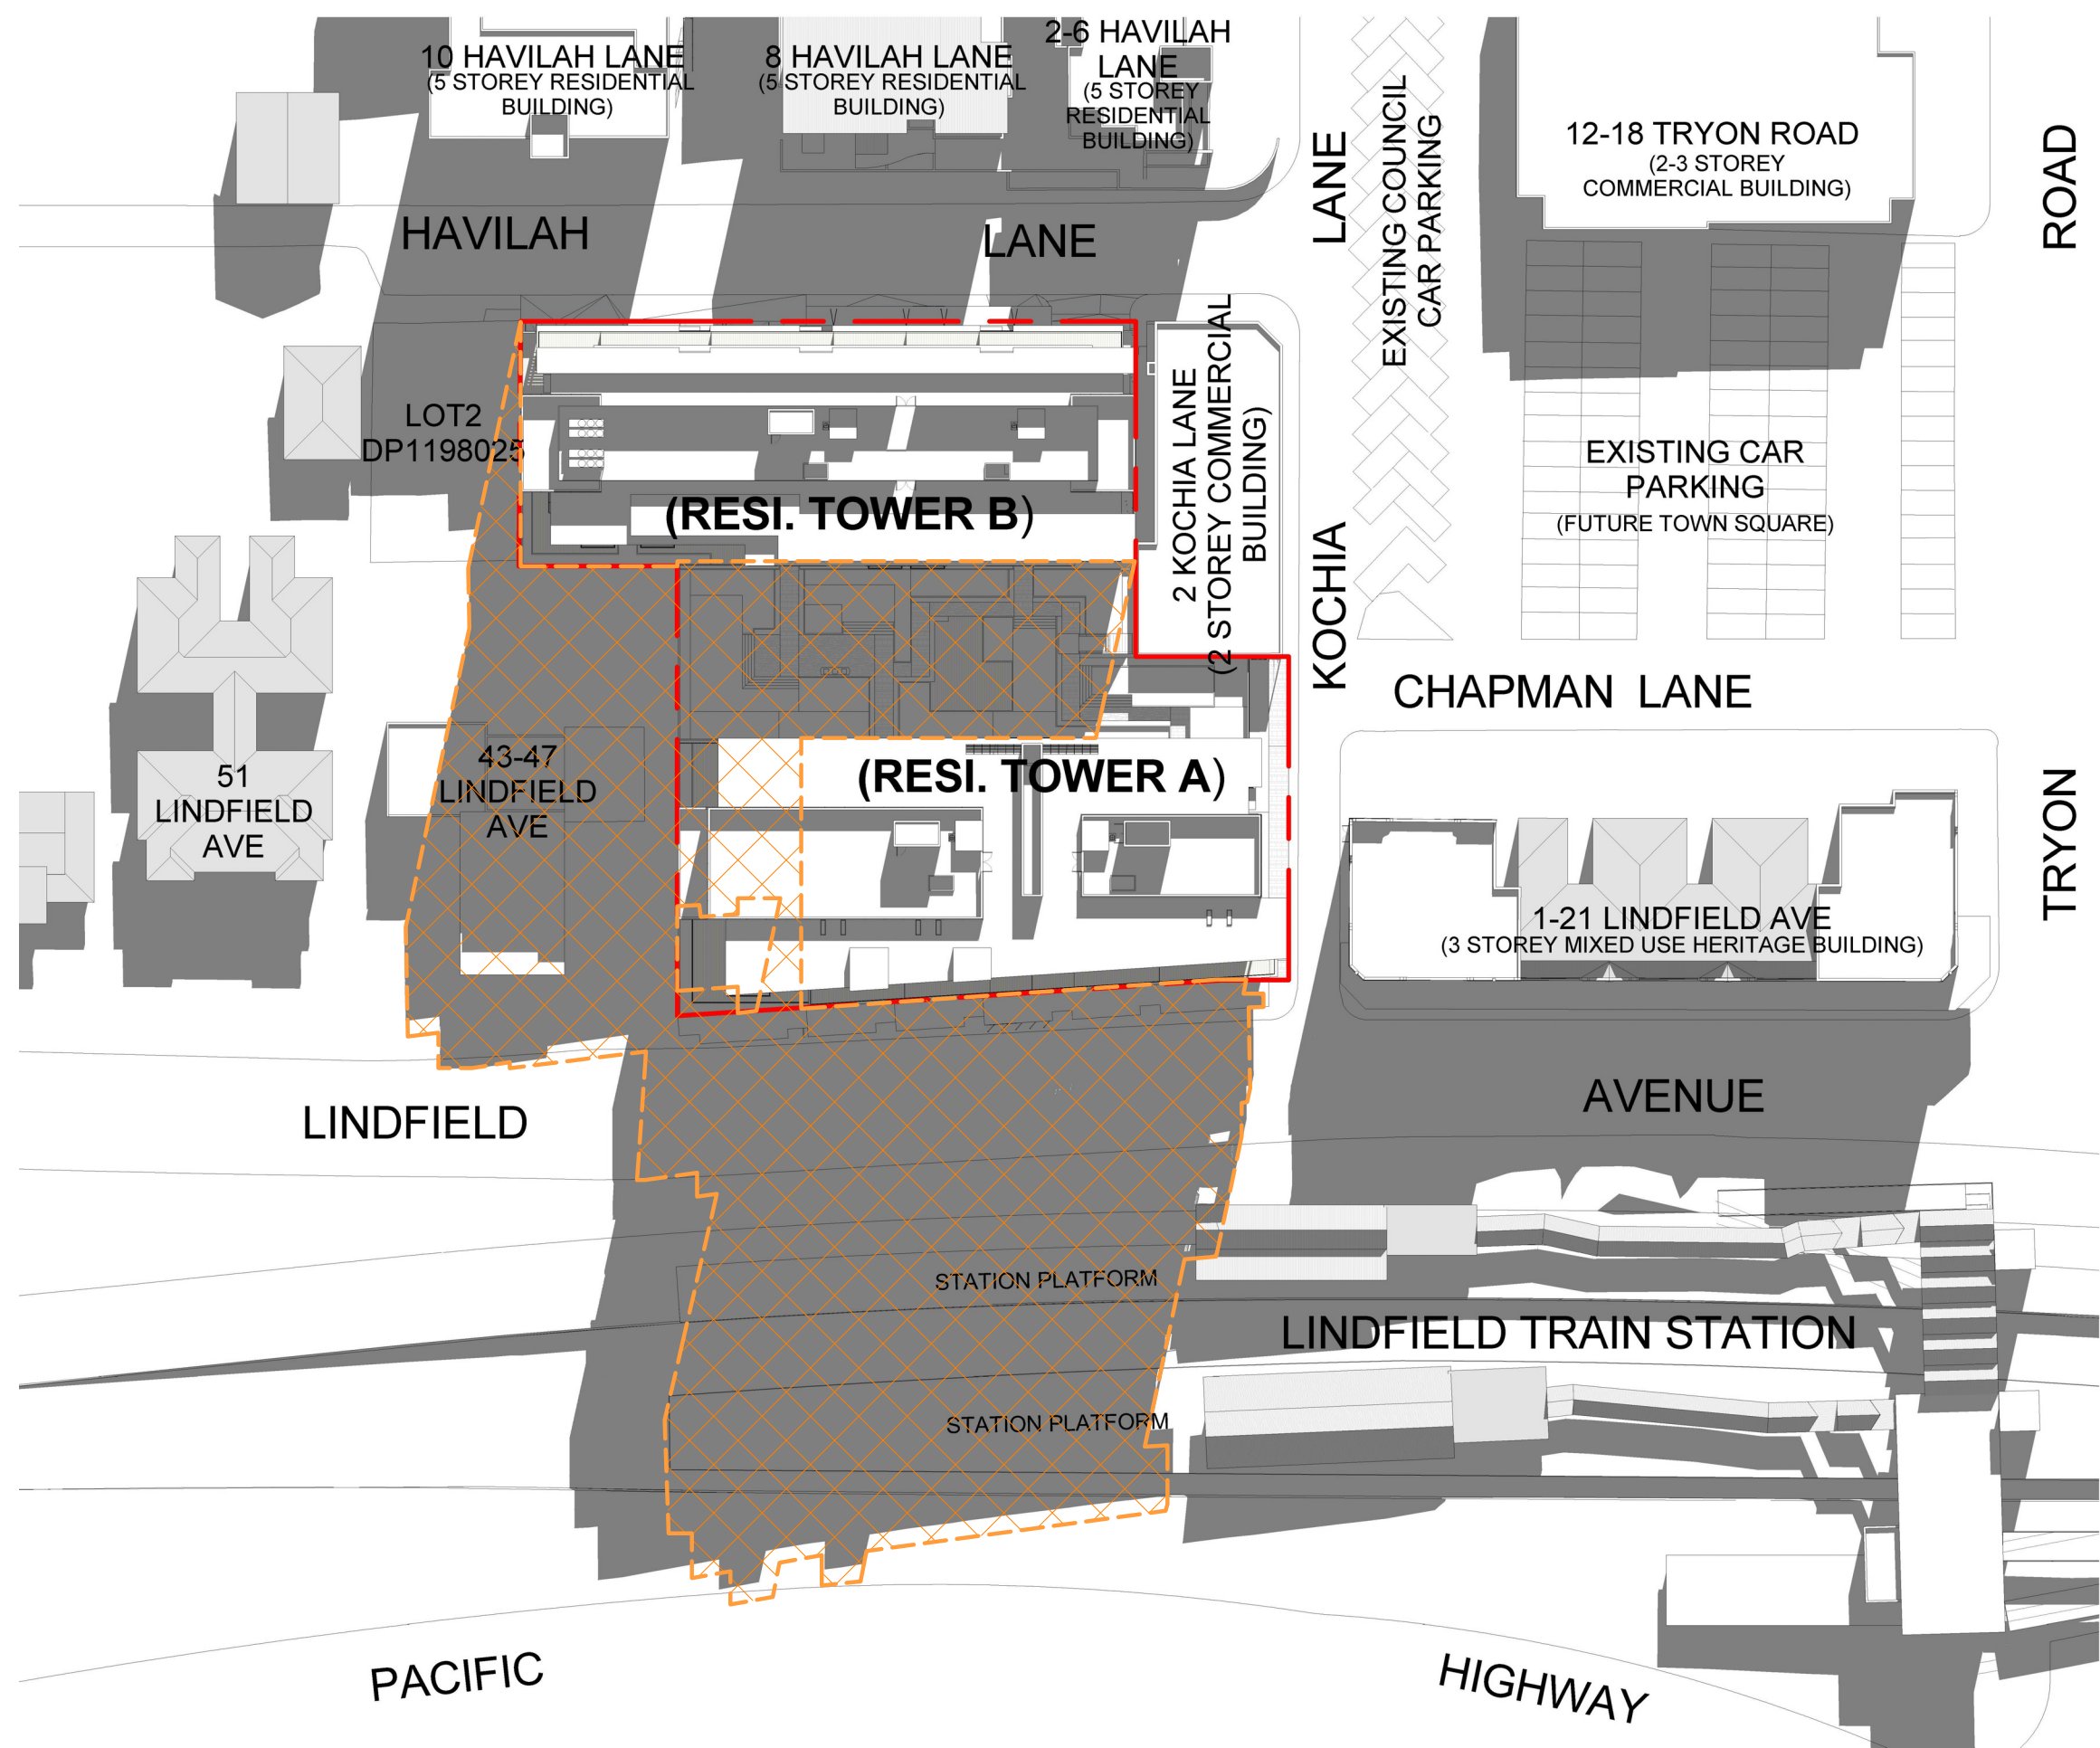 10 HAVILAH LANE
(5 STOREY RESIDENTIAL
BUILDING)
8 HAVILAH LANE
(5 STOREY RESIDENTIAL
BUILDING)
2-6 HAVILAH
LANE
(5 STOREY
RESIDENTIAL
BUILDING)
LANE
EXISTING COUNCIL
CAR PARKING
12-18 TRYON ROAD
(2-3 STOREY
COMMERCIAL BUILDING)
ROAD
HAVILAH
LANE
LOT2
DP1198025
2 KOCHIA LANE
(2 STOREY COMMERCIAL
BUILDING)
EXISTING CAR
PARKING
(FUTURE TOWN SQUARE)
(RESI. TOWER B)
KOCHIA
CHAPMAN LANE
51
LINDFIELD
AVE
43-47
LINDFIELD
AVE
(RESI. TOWER A)
TRYON
1-21 LINDFIELD AVE
(3 STOREY MIXED USE HERITAGE BUILDING)
LINDFIELD
AVENUE
STATION PLATFORM
LINDFIELD TRAIN STATION
STATION PLATFORM
PACIFIC
HIGHWAY